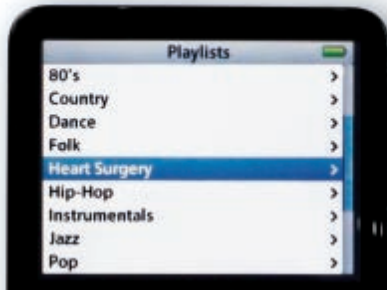 Playlists
80's
Country
Dance
Folk
Heart Surgery
Hip-Hop
Instrumentals
Jazz
Pop